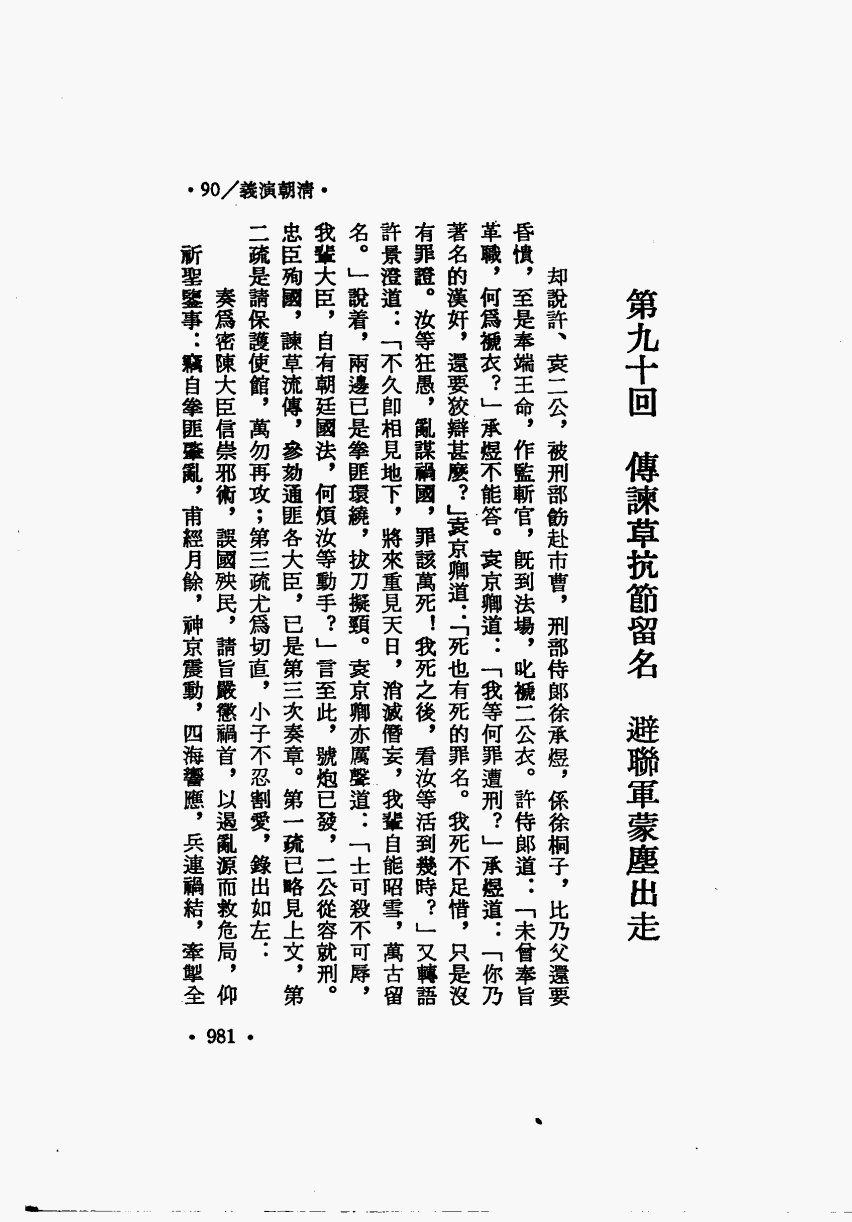 ·90／義演朝清·
第九十回　傳諫草抗節留名　避聯軍蒙塵出走
却說許、袁二公，被刑部飭赴市曹，刑部侍郎徐承煜，係徐桐子，比乃父還要
昏憒，至是奉端王命，作監斬官，旣到法場，叱褫二公衣。許侍郎道：「未曾奉旨
革職，何爲褫衣？」承煜不能答。袁京卿道：「我等何罪遭刑？」承煜道：「你乃
著名的漢奸，還要狡辯甚麽？」袁京卿道：「死也有死的罪名。我死不足惜，只是沒
有罪證。汝等狂愚，亂謀禍國，罪該萬死！我死之後，看汝等活到幾時？」又轉語
許景澄道：「不久卽相見地下，將來重見天日，消滅僭妄，我輩自能昭雪，萬古留
名。」說着，兩邊已是拳匪環繞，拔刀擬頸。袁京卿亦厲聲道：「士可殺不可辱，
我輩大臣，自有朝廷國法，何煩汝等動手？」言至此，號炮已發，二公從容就刑。
忠臣殉國，諫草流傳，參劾通匪各大臣，已是第三次奏章。第一疏已略見上文，第
二疏是請保護使館，萬勿再攻；第三疏尤爲切直，小子不忍割愛，錄出如左：
奏爲密陳大臣信崇邪術，誤國殃民，請旨嚴懲禍首，以遏亂源而救危局，仰
祈聖鑒事：竊自拳匪肇亂，甫經月餘，神京震動，四海響應，兵連禍結，牽掣全
·981·